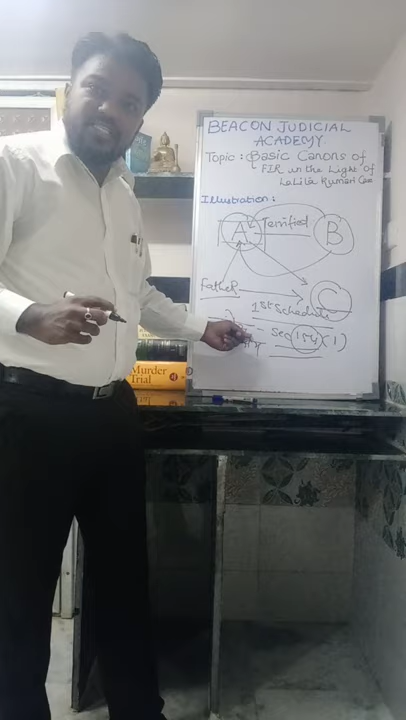 BEACON JUDICIAL
ACADEMY
Topic: Basic Canons of
FIR in the Light of
Lalita Kumari Case
Illustration:
A Terrified B
Father
C
1st Schedule
Sec 154 (1)
Murder
Trial